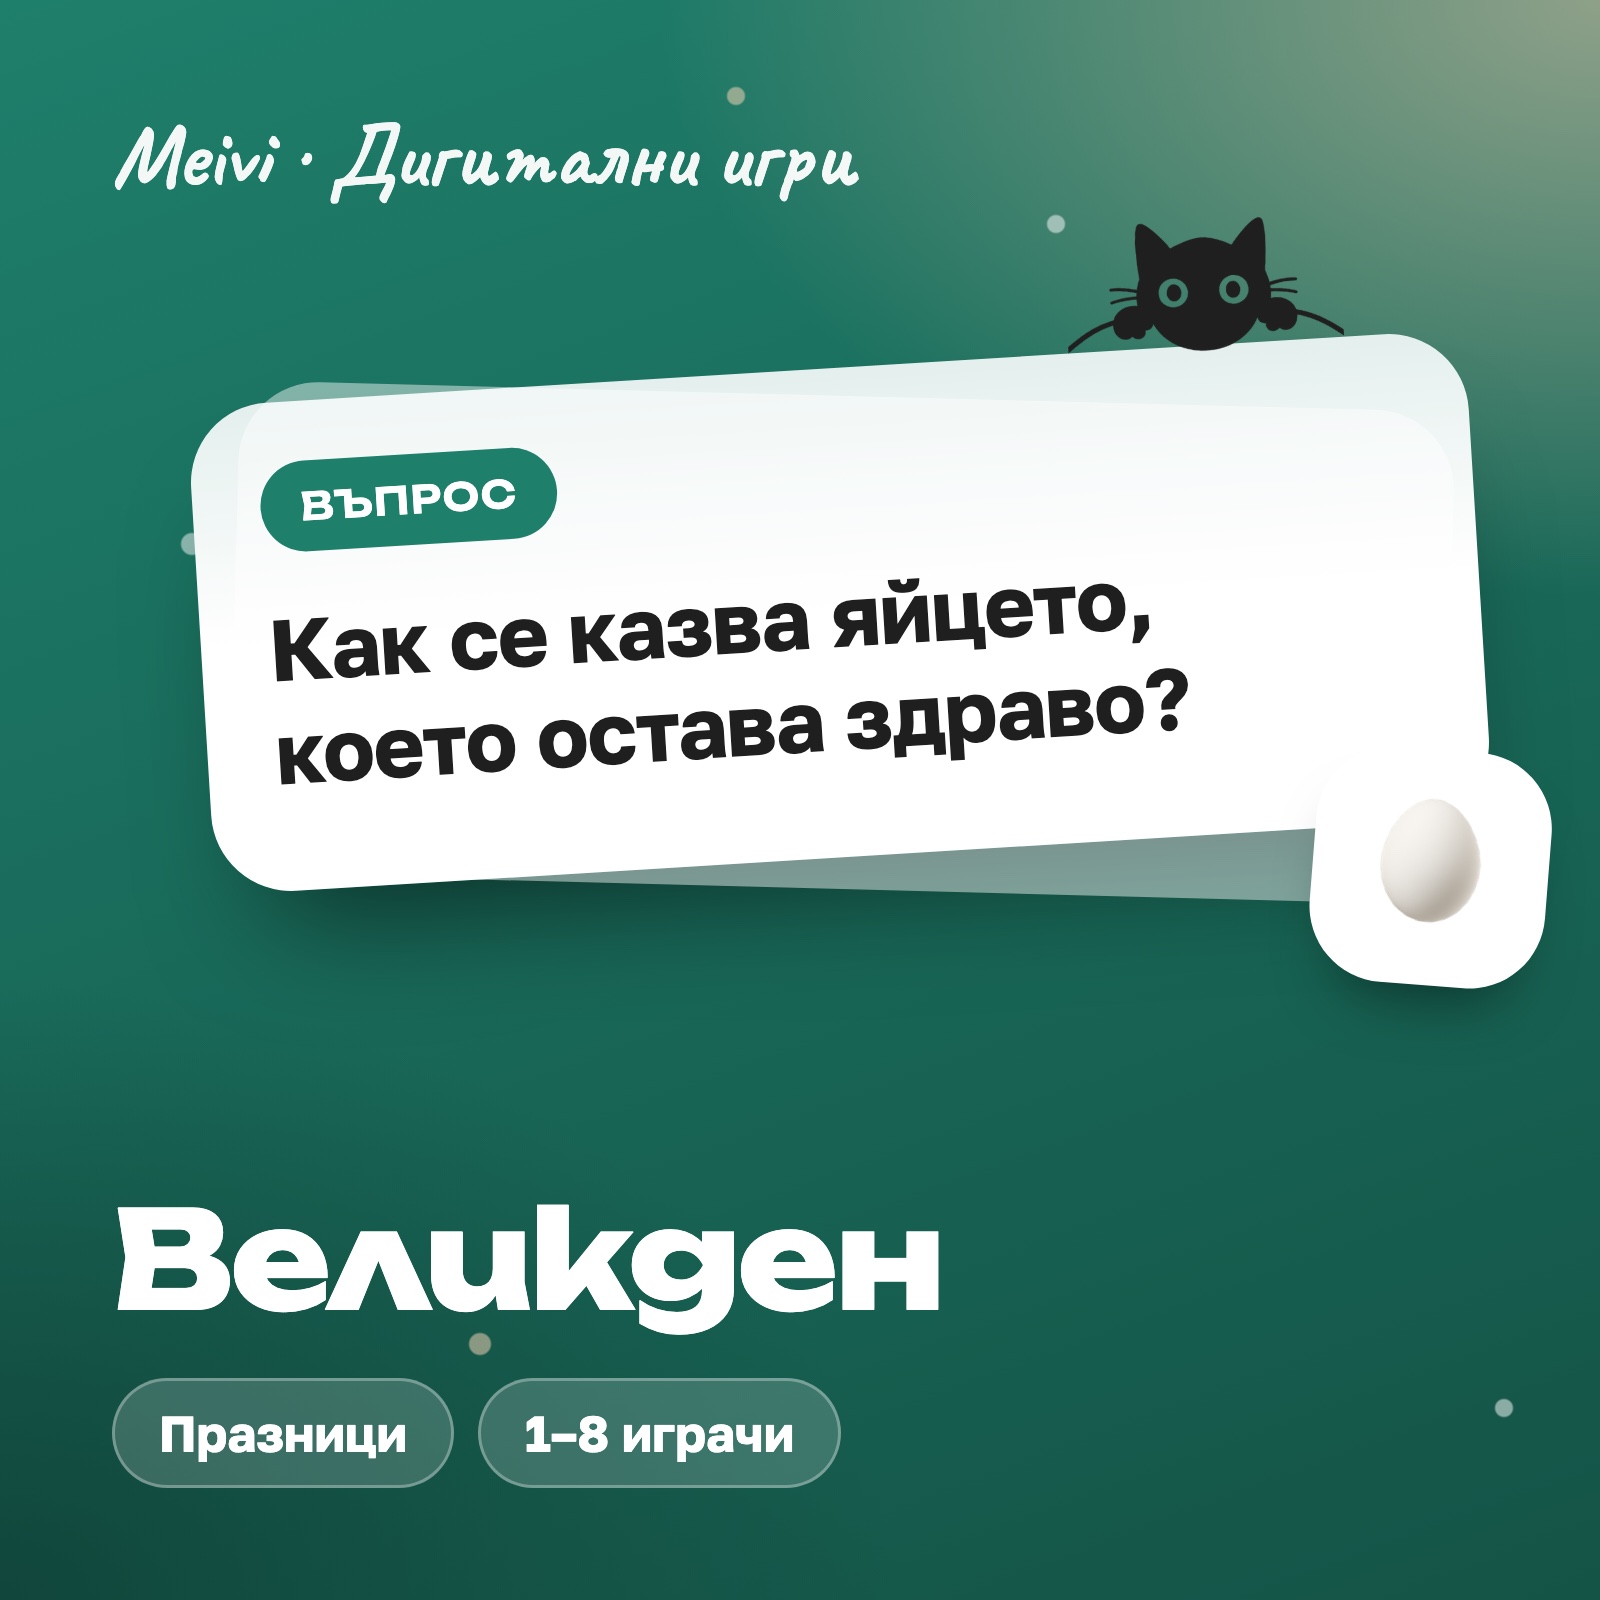 Meivi · Дигитални игри
ВЪПРОС
Как се казва яйцето,
което остава здраво?
Великден
Празници
1–8 играчи